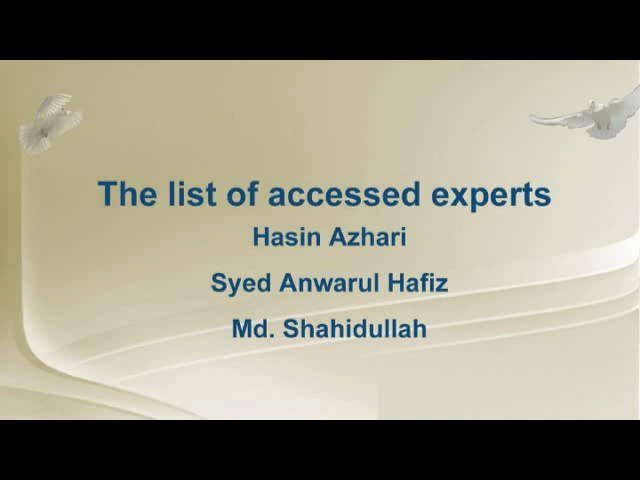 The list of accessed experts
Hasin Azhari
Syed Anwarul Hafiz
Md. Shahidullah